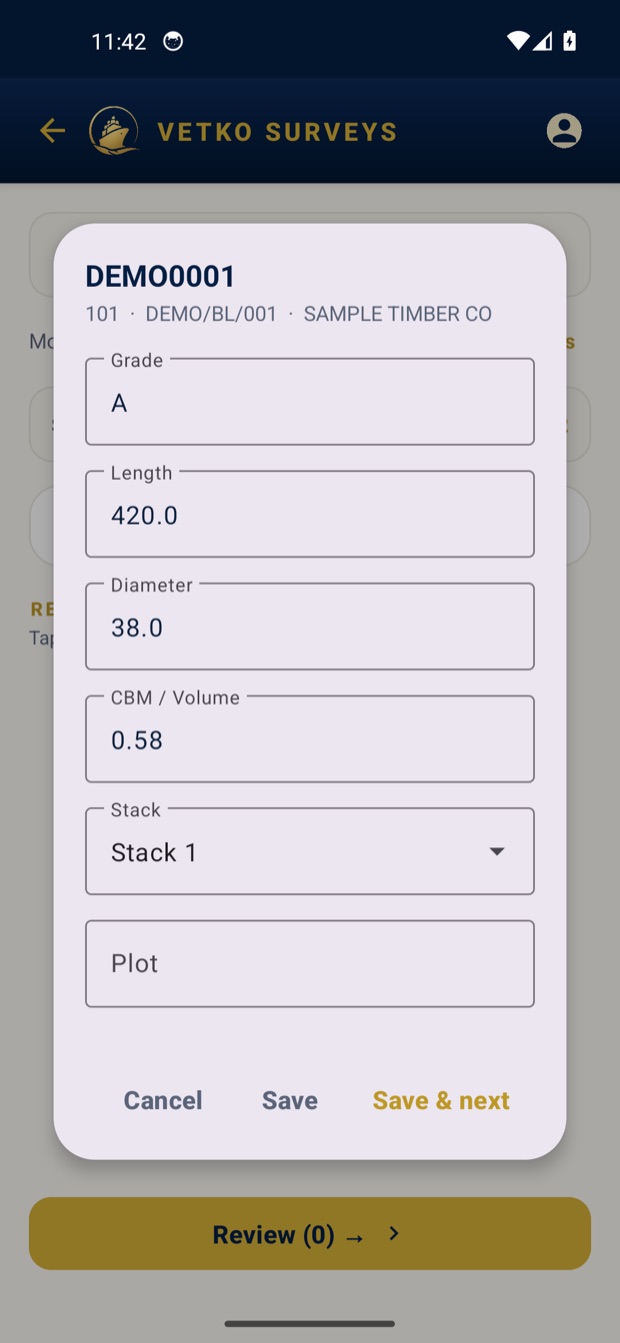 11:42
VETKO SURVEYS
DEMO0001
101 · DEMO/BL/001 · SAMPLE TIMBER CO
Grade
A
Length
420.0
Diameter
38.0
CBM / Volume
0.58
Stack
Stack 1
Plot
Cancel Save Save & next
Review (0) →